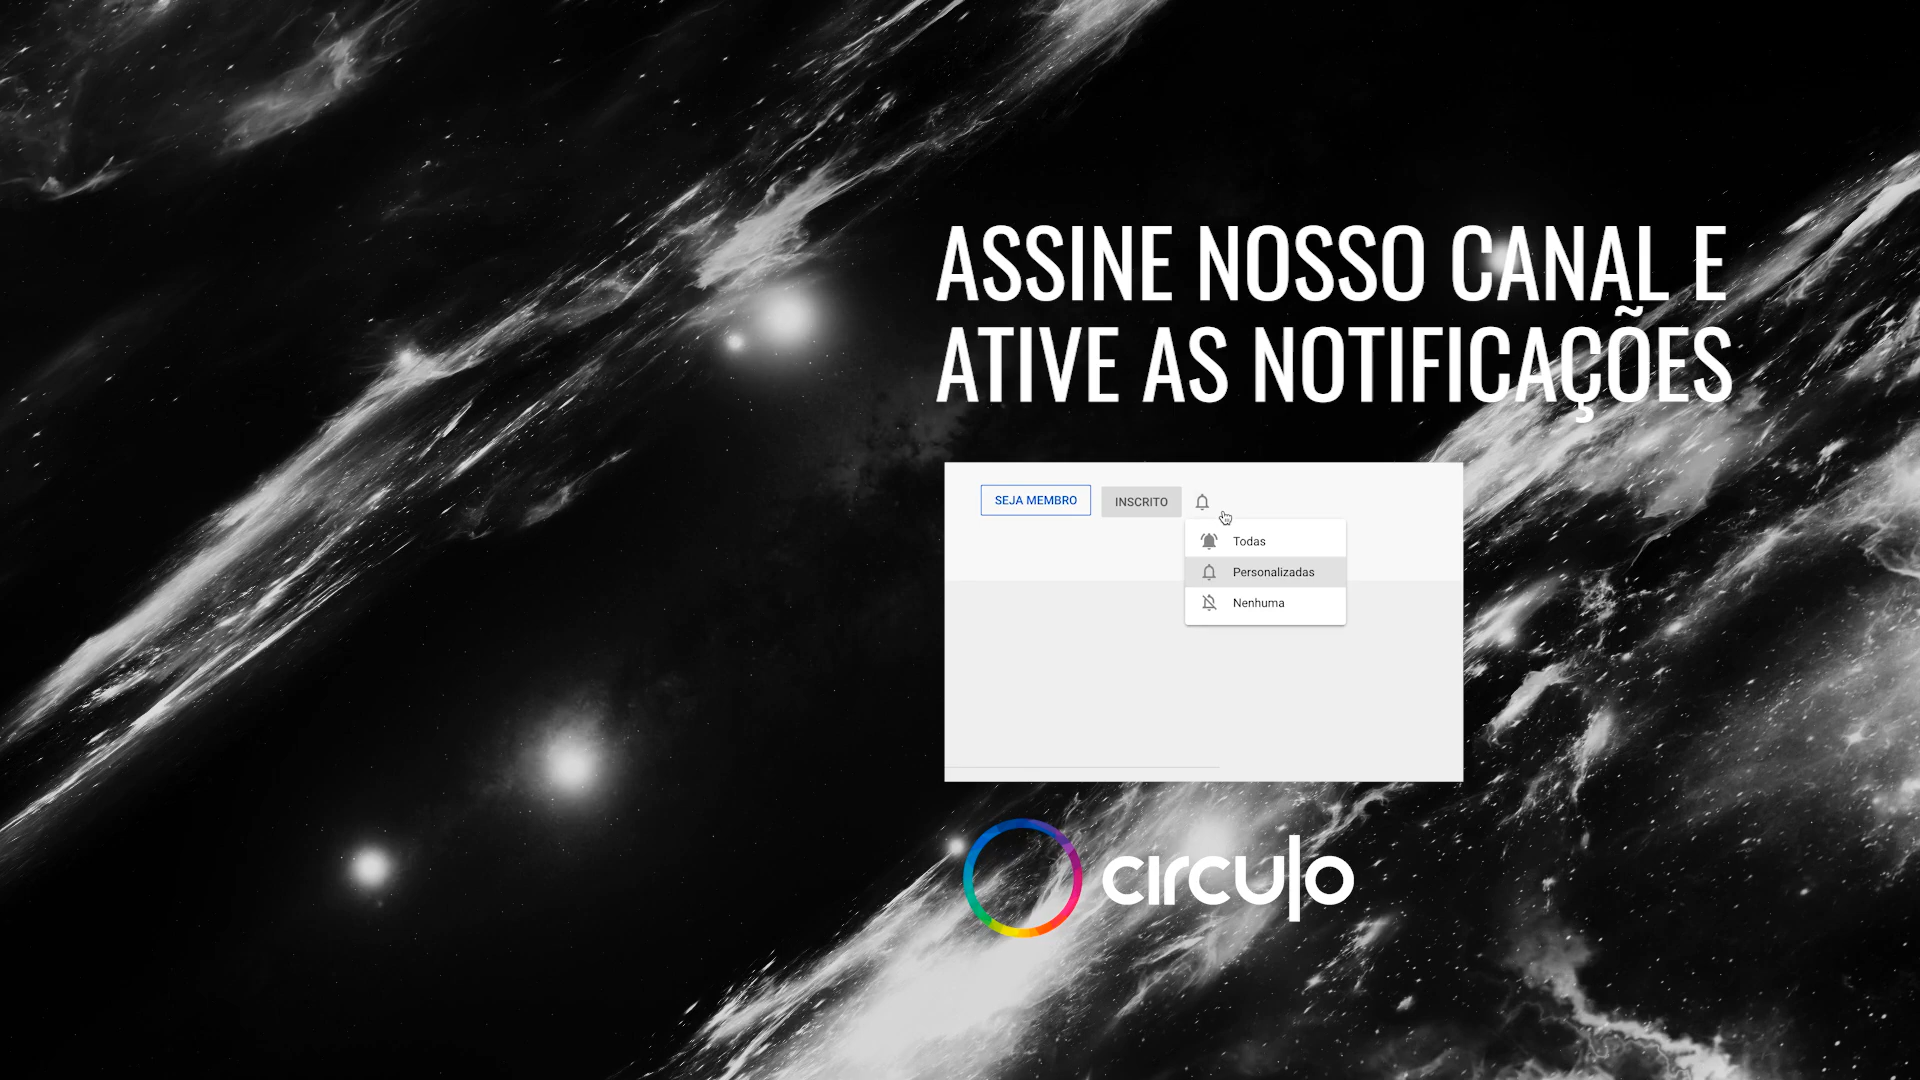 ASSINE NOSSO CANAL E
ATIVE AS NOTIFICAÇÕES
SEJA MEMBRO
INSCRITO
Todas
Personalizadas
Nenhuma
circulo